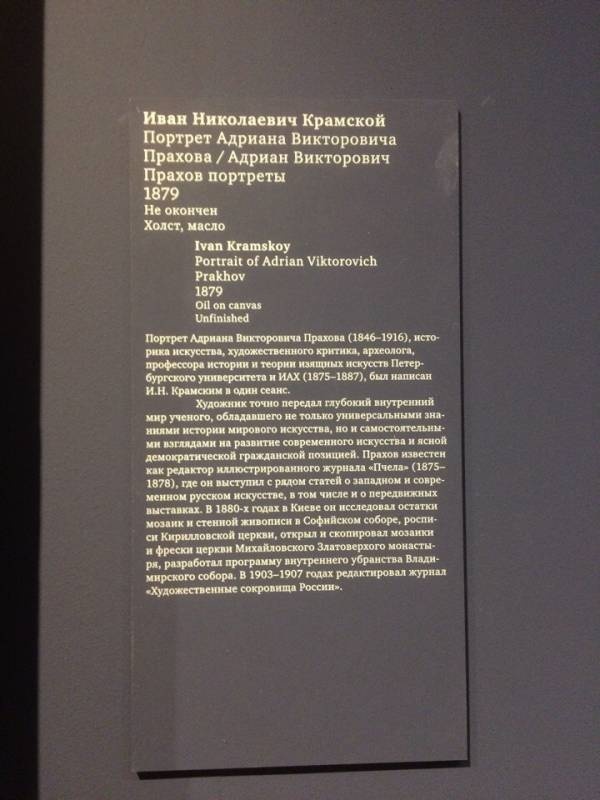 Иван Николаевич Крамской
Портрет Адриана Викторовича
Прахова / Адриан Викторович
Прахов портреты
1879
Не окончен
Холст, масло
Ivan Kramskoy
Portrait of Adrian Viktorovich
Prakhov
1879
Oil on canvas
Unfinished
Портрет Адриана Викторовича Прахова (1846–1916), исто-
рика искусства, художественного критика, археолога,
профессора истории и теории изящных искусств Петер-
бургского университета и ИАХ (1875–1887), был написан
И.Н. Крамским в один сеанс.
Художник точно передал глубокий внутренний
мир ученого, обладавшего не только универсальными зна-
ниями истории мирового искусства, но и самостоятельны-
ми взглядами на развитие современного искусства и ясной
демократической гражданской позицией. Прахов известен
как редактор иллюстрированного журнала «Пчела» (1875–
1878), где он выступил с рядом статей о западном и совре-
менном русском искусстве, в том числе и о передвижных
выставках. В 1880-х годах в Киеве он исследовал остатки
мозаик и стенной живописи в Софийском соборе, роспи-
си Кирилловской церкви, открыл и скопировал мозаики
и фрески церкви Михайловского Златоверхого монасты-
ря, разработал программу внутреннего убранства Влади-
мирского собора. В 1903–1907 годах редактировал журнал
«Художественные сокровища России».